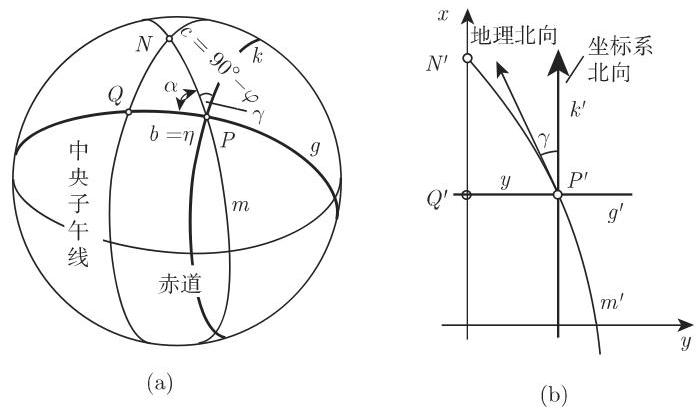 N
c = 90° − φ
k
α
γ
Q
b = η
P
g
m
中央子午线
赤道
(a)
x
地理北向
坐标系
北向
N′
k′
γ
Q′
y
P′
g′
m′
y
(b)